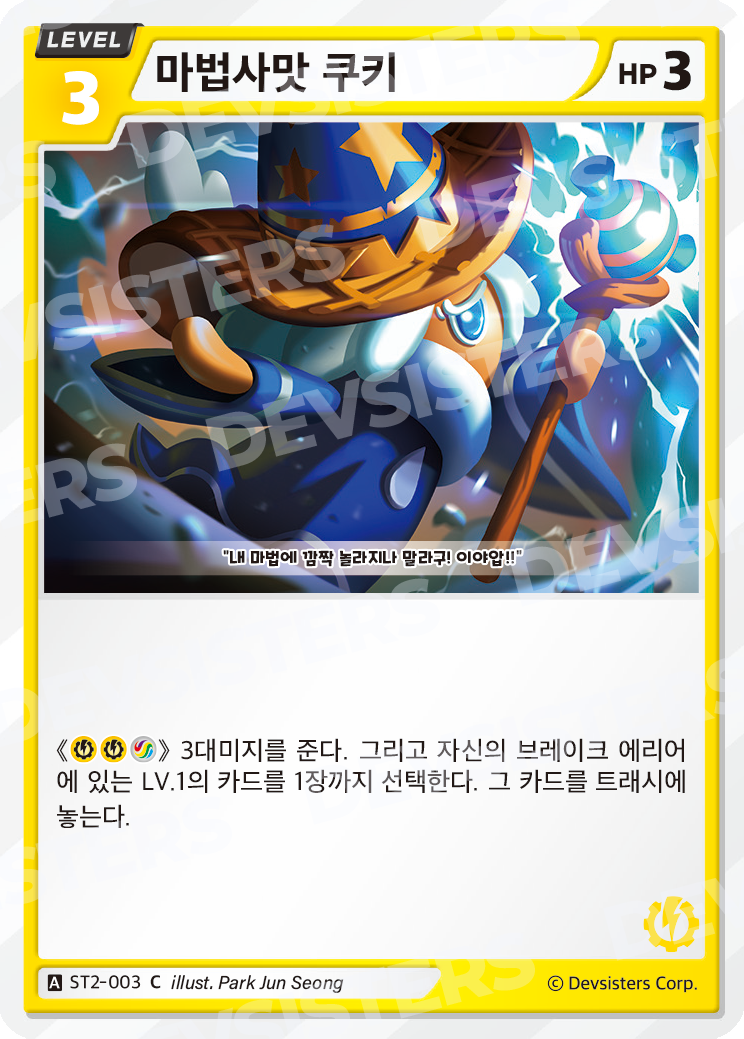 LEVEL
3
마법사맛 쿠키
HP 3
"내 마법에 깜짝 놀라지나 말라구! 이야압!!"
《》 3대미지를 준다. 그리고 자신의 브레이크 에리어
에 있는 LV.1의 카드를 1장까지 선택한다. 그 카드를 트래시에
놓는다.
A ST2-003 C illust. Park Jun Seong
© Devsisters Corp.
DEVSISTERS